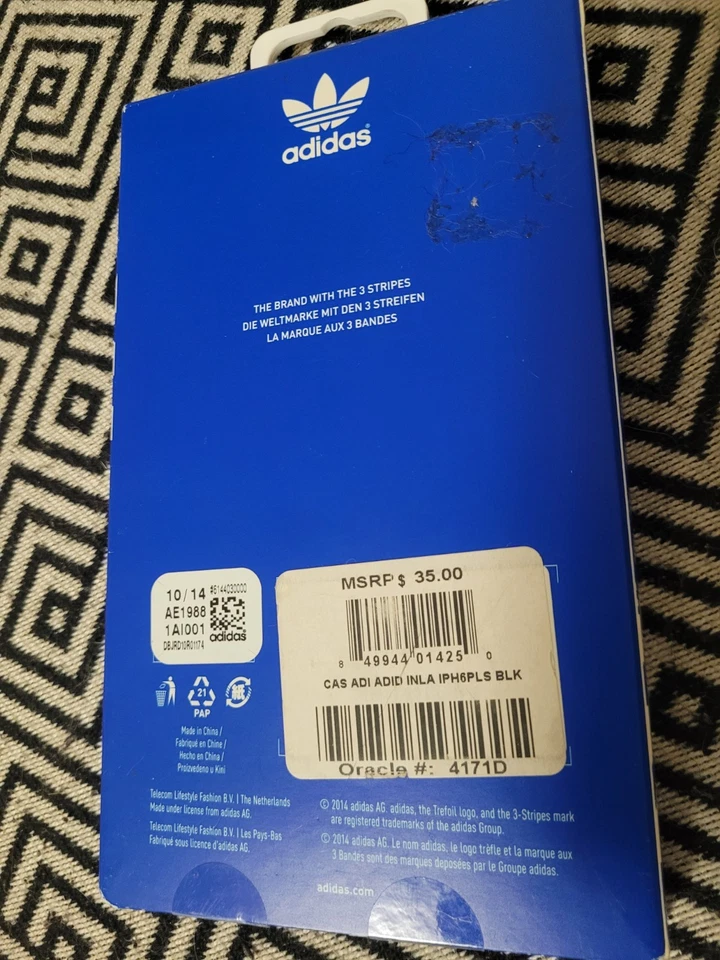 adidas®
THE BRAND WITH THE 3 STRIPES
DIE WELTMARKE MIT DEN 3 STREIFEN
LA MARQUE AUX 3 BANDES
10/14 #6144030000
AE1988
1AI001
DBJRD10R01174
adidas
21
PAP
Made in China /
Fabriqué en Chine /
Hecho en China /
Proizvedeno u Kini
MSRP $ 35.00
8 49944 01425 0
CAS ADI ADID INLA IPH6PLS BLK
Oracle #: 4171D
Telecom Lifestyle Fashion B.V. | The Netherlands
Made under license from adidas AG.
Telecom Lifestyle Fashion B.V. | Les Pays-Bas
Fabriqué sous licence d'adidas AG.
© 2014 adidas AG. adidas, the Trefoil logo, and the 3-Stripes mark
are registered trademarks of the adidas Group.
© 2014 adidas AG. Le nom adidas, le logo trèfle et la marque aux
3 Bandes sont des marques déposées par le Groupe adidas.
adidas.com